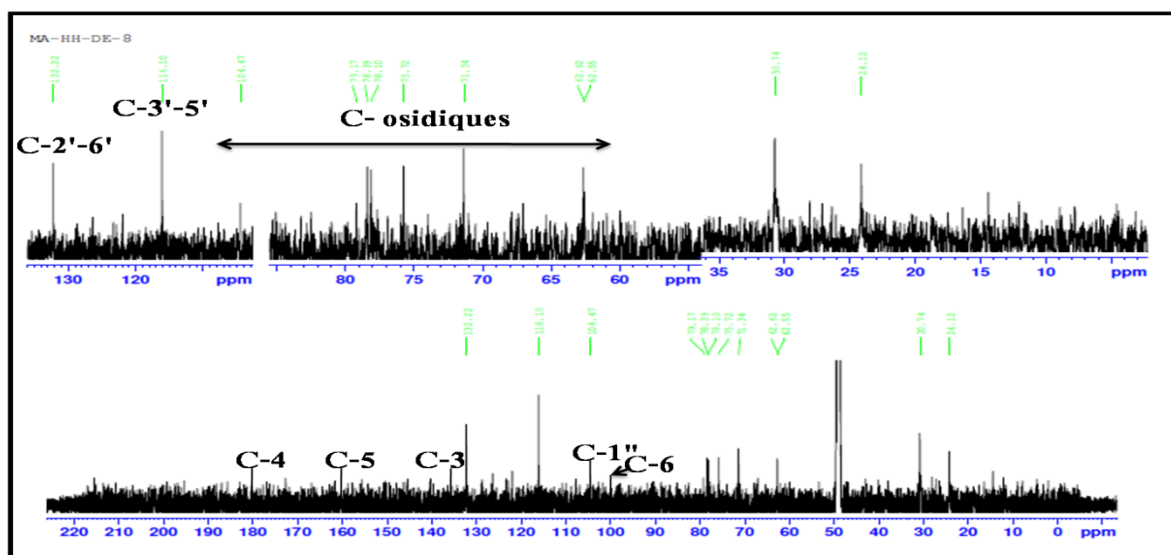 MA-HH-DE-8
132.22 116.10 104.47 79.17 78.39 78.10 75.72 71.34 62.62 62.55 30.74 24.12
C-3'-5'
C- osidiques
C-2'-6'
130 ppm 80 75 70 65 60 ppm 35 30 25 20 15 10 ppm
132.22 116.10 104.47 79.17 78.39 78.10 75.72 71.34 62.62 62.55 30.74 24.12
C-4 C-5 C-3 C-1" C-6
220 210 200 190 180 170 160 150 140 130 120 110 100 90 80 70 60 50 40 30 20 10 0 ppm